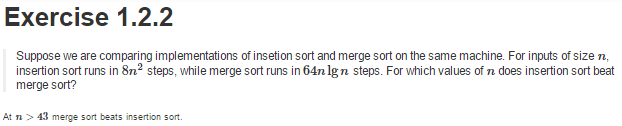 Exercise 1.2.2
Suppose we are comparing implementations of insetion sort and merge sort on the same machine. For inputs of size n,
insertion sort runs in 8n² steps, while merge sort runs in 64n lg n steps. For which values of n does insertion sort beat
merge sort?
At n > 43 merge sort beats insertion sort.